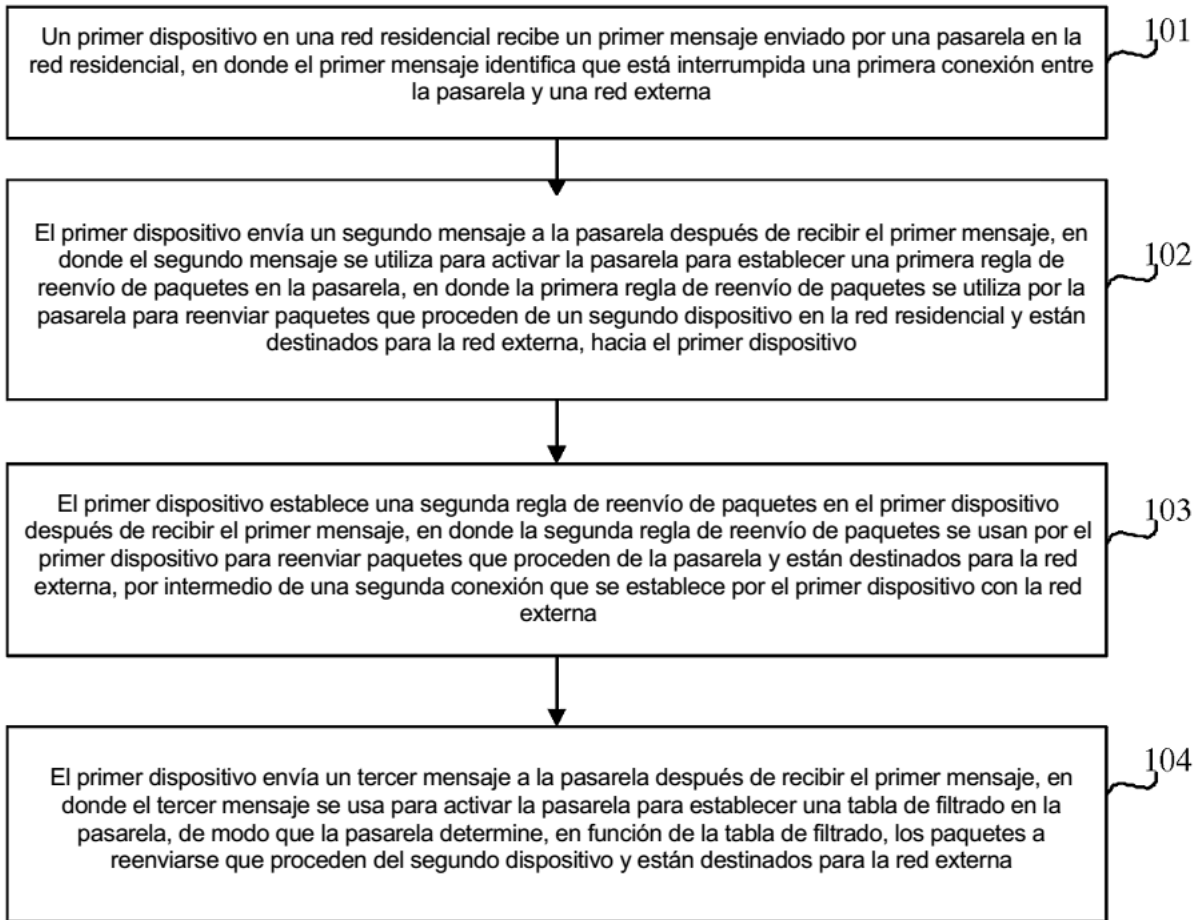 Un primer dispositivo en una red residencial recibe un primer mensaje enviado por una pasarela en la
red residencial, en donde el primer mensaje identifica que está interrumpida una primera conexión entre
la pasarela y una red externa
101
El primer dispositivo envía un segundo mensaje a la pasarela después de recibir el primer mensaje, en
donde el segundo mensaje se utiliza para activar la pasarela para establecer una primera regla de
reenvío de paquetes en la pasarela, en donde la primera regla de reenvío de paquetes se utiliza por la
pasarela para reenviar paquetes que proceden de un segundo dispositivo en la red residencial y están
destinados para la red externa, hacia el primer dispositivo
102
El primer dispositivo establece una segunda regla de reenvío de paquetes en el primer dispositivo
después de recibir el primer mensaje, en donde la segunda regla de reenvío de paquetes se usan por el
primer dispositivo para reenviar paquetes que proceden de la pasarela y están destinados para la red
externa, por intermedio de una segunda conexión que se establece por el primer dispositivo con la red
externa
103
El primer dispositivo envía un tercer mensaje a la pasarela después de recibir el primer mensaje, en
donde el tercer mensaje se usa para activar la pasarela para establecer una tabla de filtrado en la
pasarela, de modo que la pasarela determine, en función de la tabla de filtrado, los paquetes a
reenviarse que proceden del segundo dispositivo y están destinados para la red externa
104